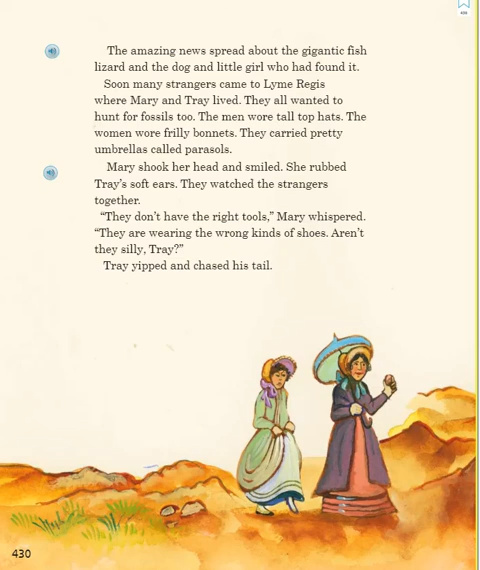 The amazing news spread about the gigantic fish
lizard and the dog and little girl who had found it.
Soon many strangers came to Lyme Regis
where Mary and Tray lived. They all wanted to
hunt for fossils too. The men wore tall top hats. The
women wore frilly bonnets. They carried pretty
umbrellas called parasols.
Mary shook her head and smiled. She rubbed
Tray’s soft ears. They watched the strangers
together.
“They don’t have the right tools,” Mary whispered.
“They are wearing the wrong kinds of shoes. Aren’t
they silly, Tray?”
Tray yipped and chased his tail.
430